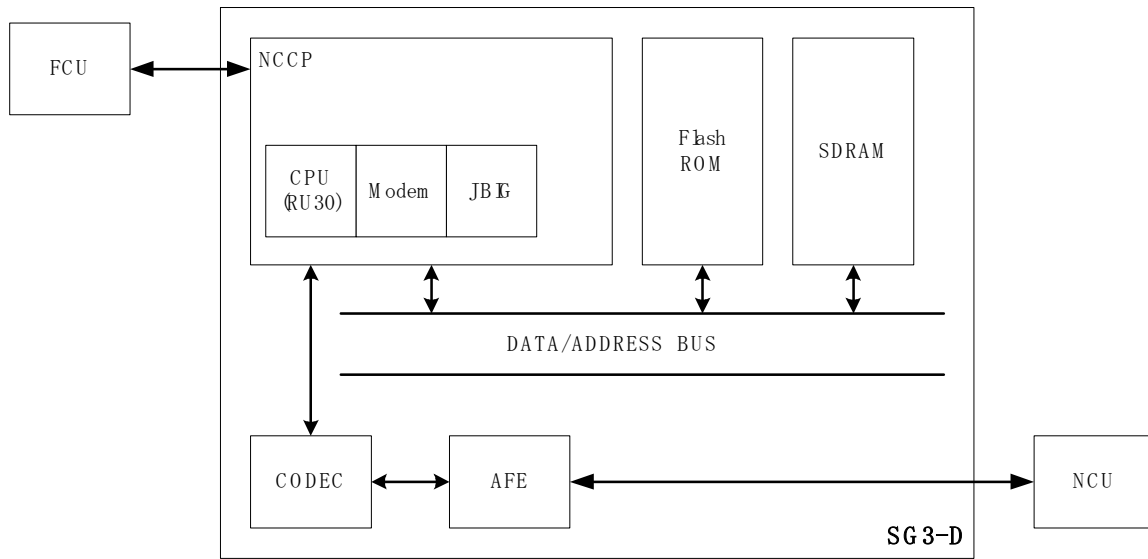 FCU
NCCP
CPU
(RU30)
Modem
JBIG
Flash
ROM
SDRAM
DATA/ADDRESS BUS
CODEC
AFE
NCU
SG3-D